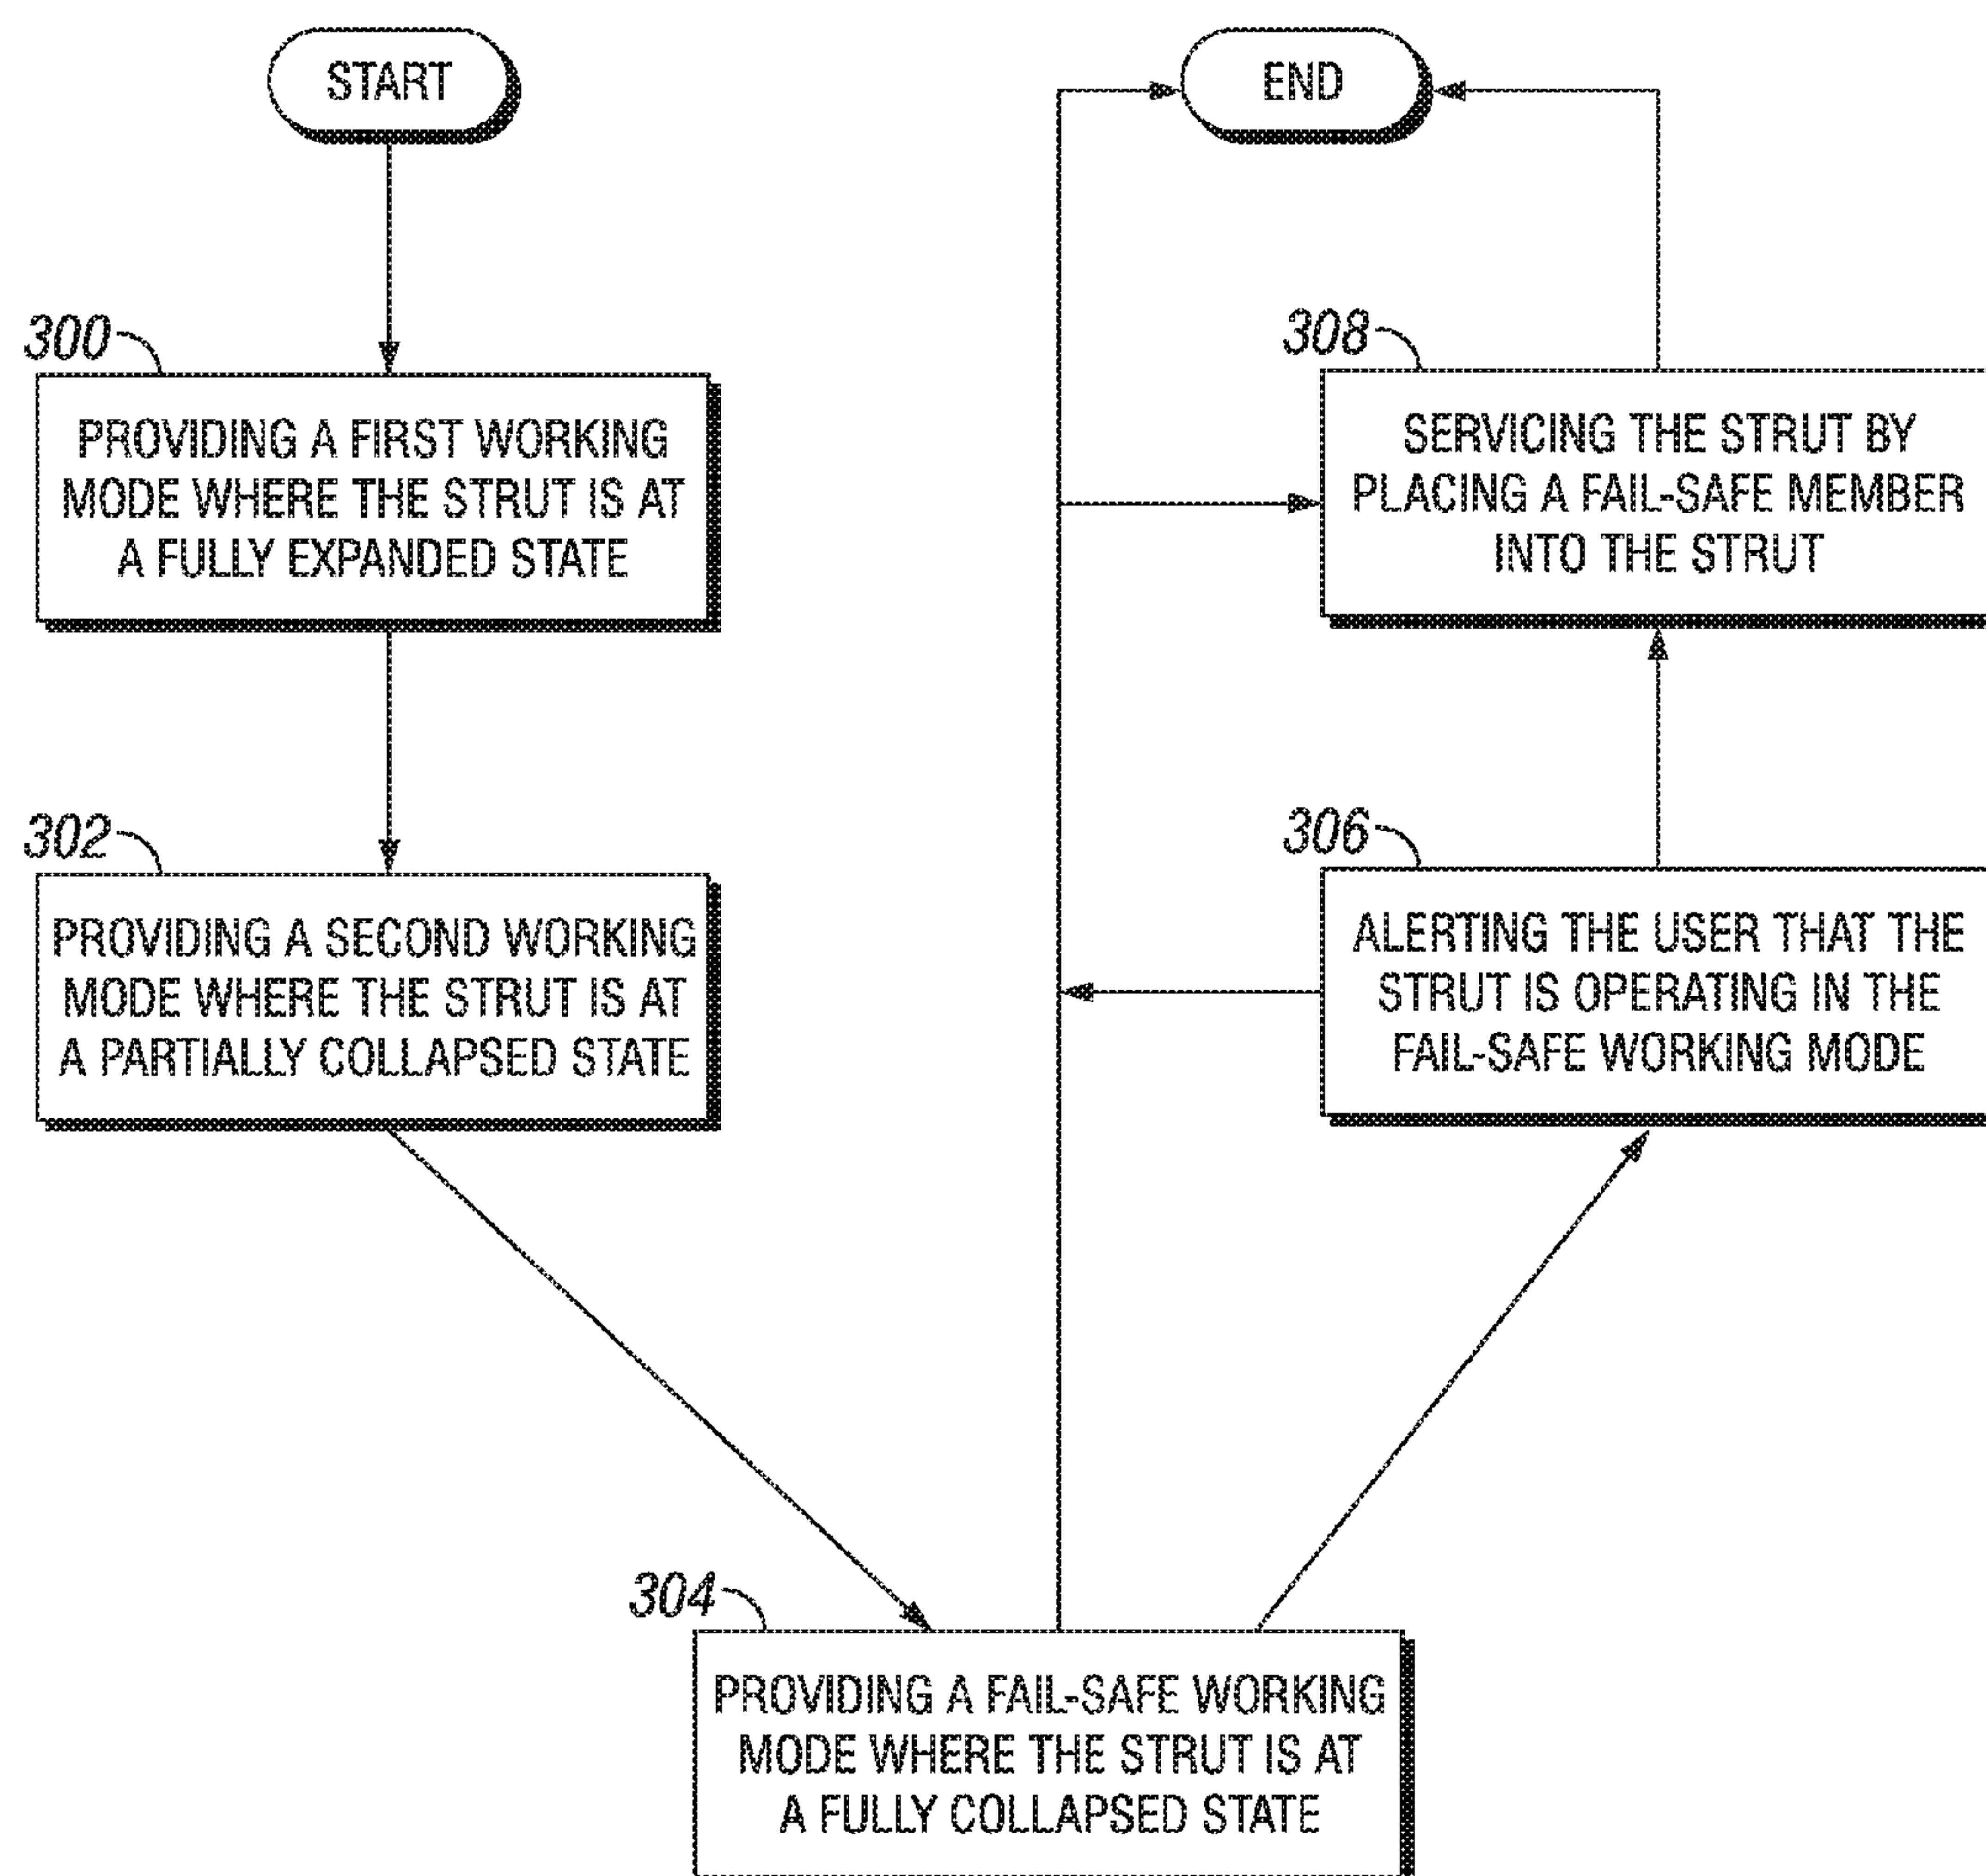 START
300
PROVIDING A FIRST WORKING
MODE WHERE THE STRUT IS AT
A FULLY EXPANDED STATE
302
PROVIDING A SECOND WORKING
MODE WHERE THE STRUT IS AT
A PARTIALLY COLLAPSED STATE
304
PROVIDING A FAIL-SAFE WORKING
MODE WHERE THE STRUT IS AT
A FULLY COLLAPSED STATE
306
ALERTING THE USER THAT THE
STRUT IS OPERATING IN THE
FAIL-SAFE WORKING MODE
308
SERVICING THE STRUT BY
PLACING A FAIL-SAFE MEMBER
INTO THE STRUT
END